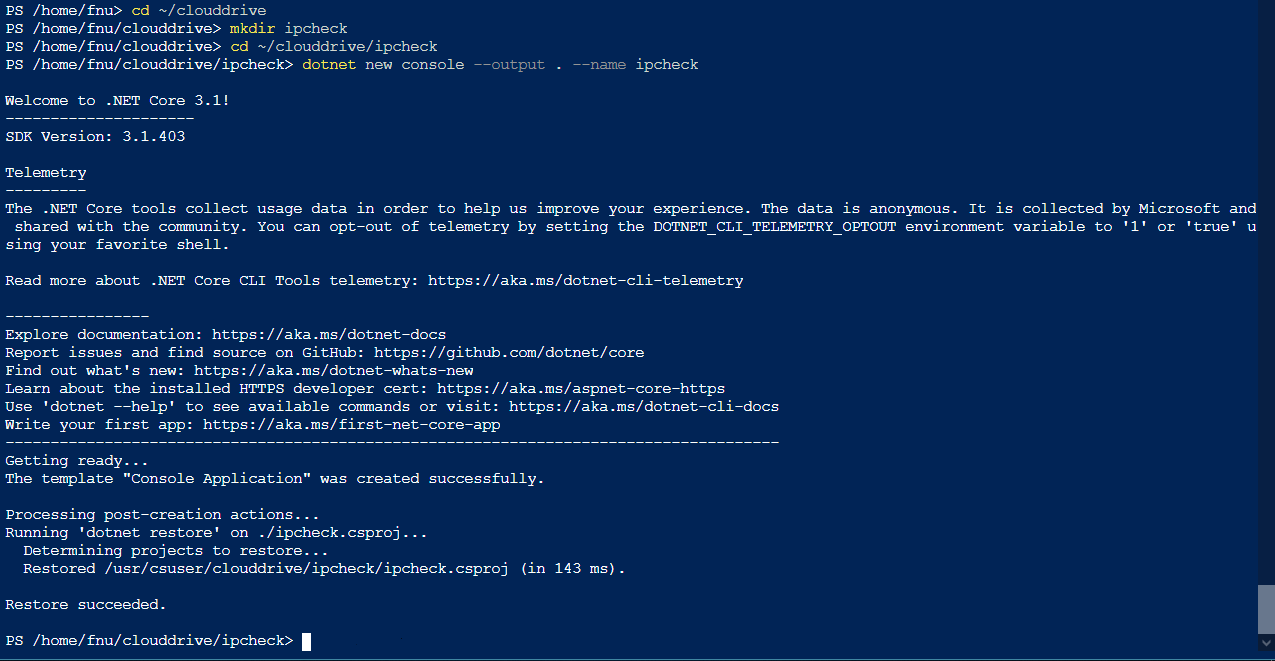 PS /home/fnu> cd ~/clouddrive
PS /home/fnu/clouddrive> mkdir ipcheck
PS /home/fnu/clouddrive> cd ~/clouddrive/ipcheck
PS /home/fnu/clouddrive/ipcheck> dotnet new console --output . --name ipcheck
Welcome to .NET Core 3.1!
---------------------
SDK Version: 3.1.403
Telemetry
---------
The .NET Core tools collect usage data in order to help us improve your experience. The data is anonymous. It is collected by Microsoft and
 shared with the community. You can opt-out of telemetry by setting the DOTNET_CLI_TELEMETRY_OPTOUT environment variable to '1' or 'true' u
sing your favorite shell.
Read more about .NET Core CLI Tools telemetry: https://aka.ms/dotnet-cli-telemetry
----------------
Explore documentation: https://aka.ms/dotnet-docs
Report issues and find source on GitHub: https://github.com/dotnet/core
Find out what's new: https://aka.ms/dotnet-whats-new
Learn about the installed HTTPS developer cert: https://aka.ms/aspnet-core-https
Use 'dotnet --help' to see available commands or visit: https://aka.ms/dotnet-cli-docs
Write your first app: https://aka.ms/first-net-core-app
--------------------------------------------------------------------------------------
Getting ready...
The template "Console Application" was created successfully.
Processing post-creation actions...
Running 'dotnet restore' on ./ipcheck.csproj...
  Determining projects to restore...
  Restored /usr/csuser/clouddrive/ipcheck/ipcheck.csproj (in 143 ms).
Restore succeeded.
PS /home/fnu/clouddrive/ipcheck>